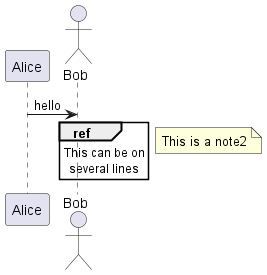 Bob
Alice
hello
ref
This can be on
several lines
This is a note2
Alice
Bob